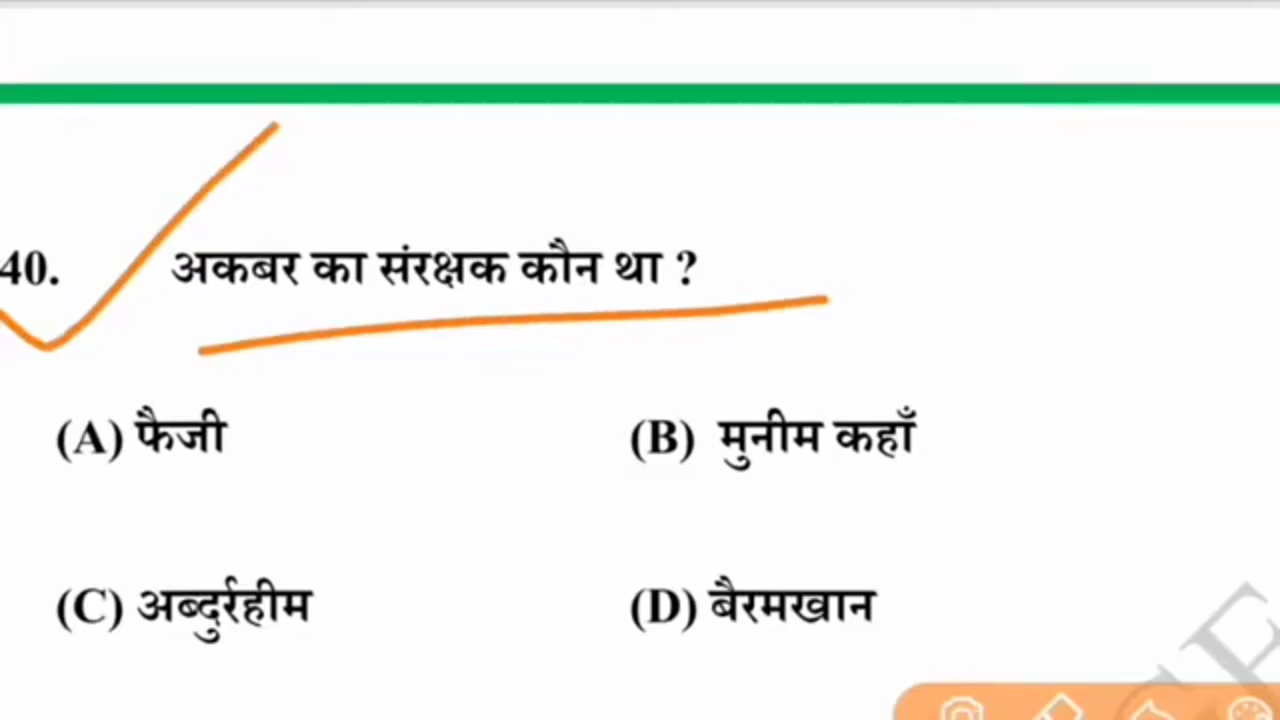 40. अकबर का संरक्षक कौन था ?
(A) फैजी (B) मुनीम कहाँ
(C) अब्दुर्रहीम (D) बैरमखान